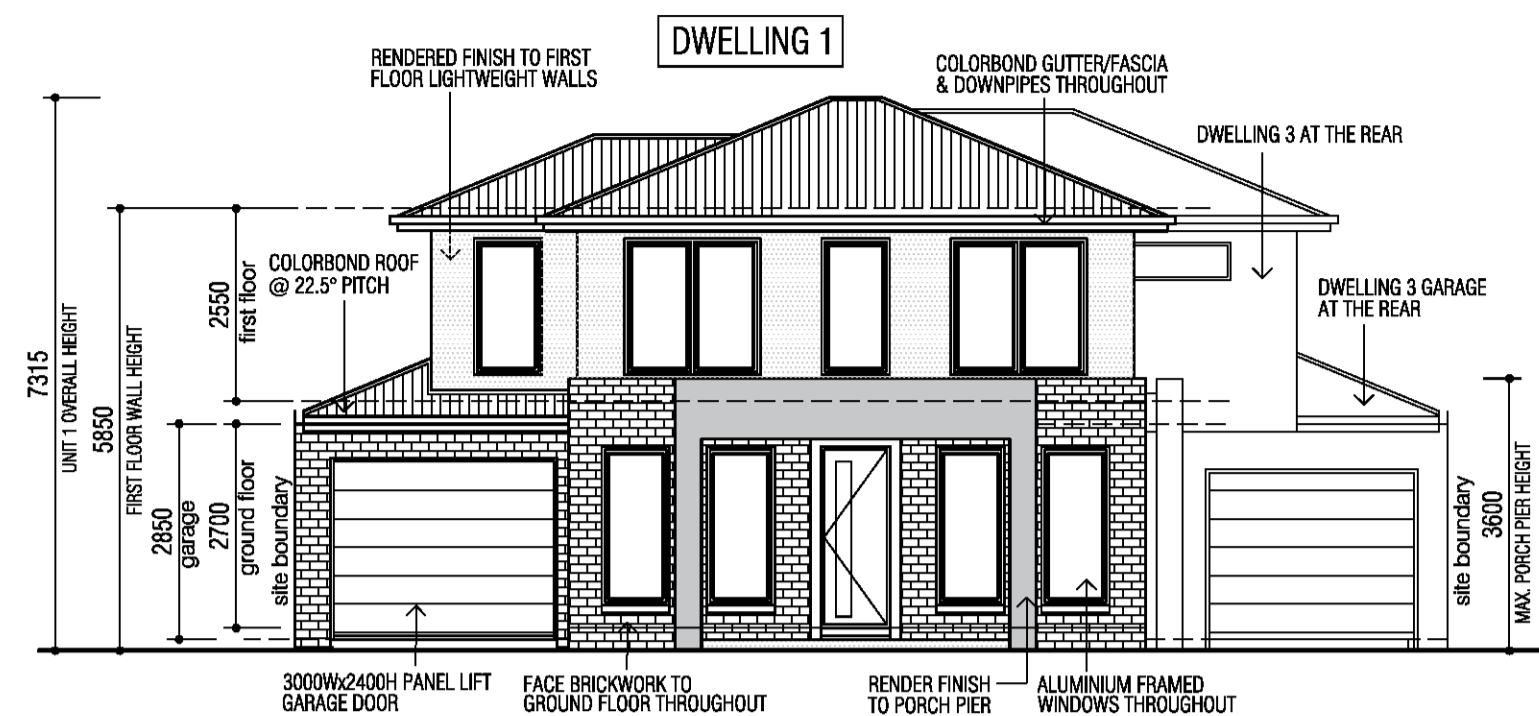 DWELLING 1
RENDERED FINISH TO FIRST
FLOOR LIGHTWEIGHT WALLS
COLORBOND GUTTER/FASCIA
& DOWNPIPES THROUGHOUT
DWELLING 3 AT THE REAR
COLORBOND ROOF
@ 22.5° PITCH
DWELLING 3 GARAGE
AT THE REAR
7315
UNIT 1 OVERALL HEIGHT
5850
FIRST FLOOR WALL HEIGHT
2550
first floor
2850
garage
2700
ground floor
site boundary
site boundary
3600
MAX. PORCH PIER HEIGHT
3000Wx2400H PANEL LIFT
GARAGE DOOR
FACE BRICKWORK TO
GROUND FLOOR THROUGHOUT
RENDER FINISH
TO PORCH PIER
ALUMINIUM FRAMED
WINDOWS THROUGHOUT